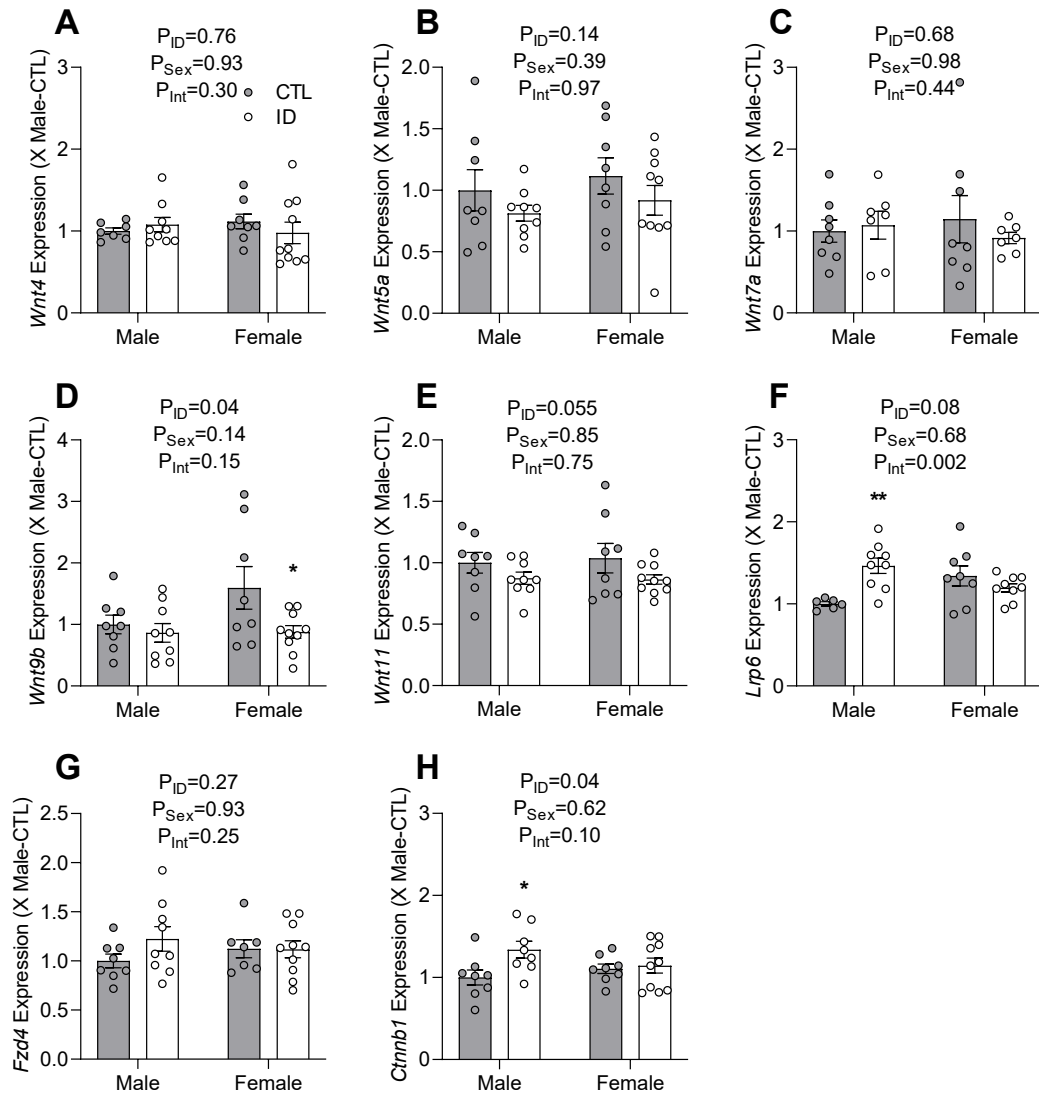 A
P_ID=0.76
P_Sex=0.93
P_Int=0.30
CTL
ID
Wnt4 Expression (X Male-CTL)
3
2
1
0
Male Female
B
P_ID=0.14
P_Sex=0.39
P_Int=0.97
Wnt5a Expression (X Male-CTL)
2.0
1.5
1.0
0.5
0.0
Male Female
C
P_ID=0.68
P_Sex=0.98
P_Int=0.44
Wnt7a Expression (X Male-CTL)
3
2
1
0
Male Female
D
P_ID=0.04
P_Sex=0.14
P_Int=0.15
Wnt9b Expression (X Male-CTL)
4
3
2
1
0
*
Male Female
E
P_ID=0.055
P_Sex=0.85
P_Int=0.75
Wnt11 Expression (X Male-CTL)
2.0
1.5
1.0
0.5
0.0
Male Female
F
P_ID=0.08
P_Sex=0.68
P_Int=0.002
Lrp6 Expression (X Male-CTL)
3
2
1
0
**
Male Female
G
P_ID=0.27
P_Sex=0.93
P_Int=0.25
Fzd4 Expression (X Male-CTL)
2.5
2.0
1.5
1.0
0.5
0.0
Male Female
H
P_ID=0.04
P_Sex=0.62
P_Int=0.10
Ctnnb1 Expression (X Male-CTL)
3
2
1
0
*
Male Female